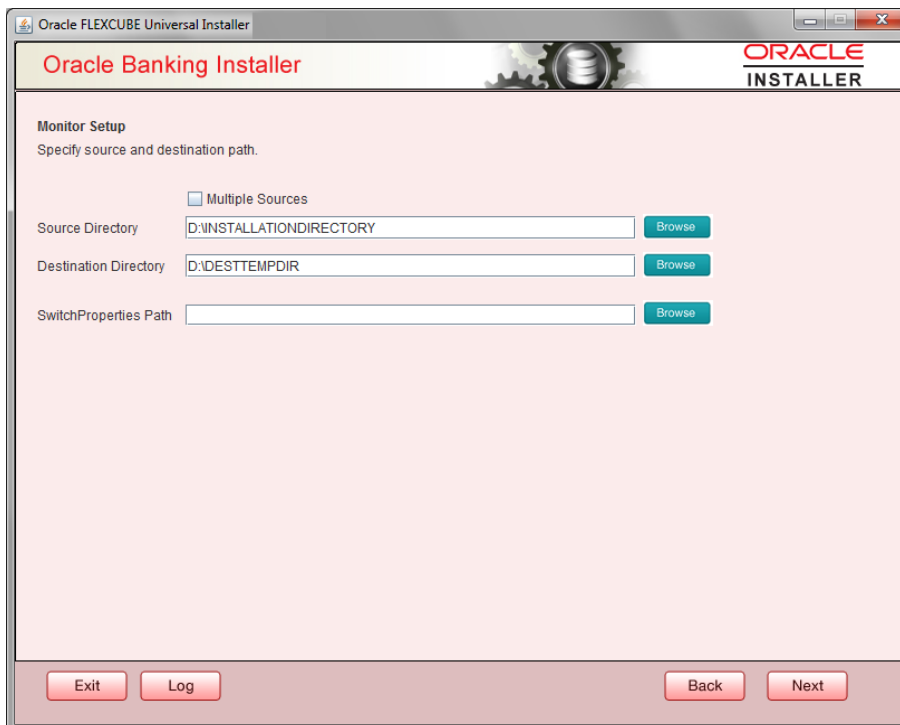 Oracle FLEXCUBE Universal Installer
Oracle Banking Installer
ORACLE
INSTALLER
Monitor Setup
Specify source and destination path.
Multiple Sources
Source Directory D:\INSTALLATIONDIRECTORY Browse
Destination Directory D:\DESTTEMPDIR Browse
SwitchProperties Path Browse
Exit Log Back Next